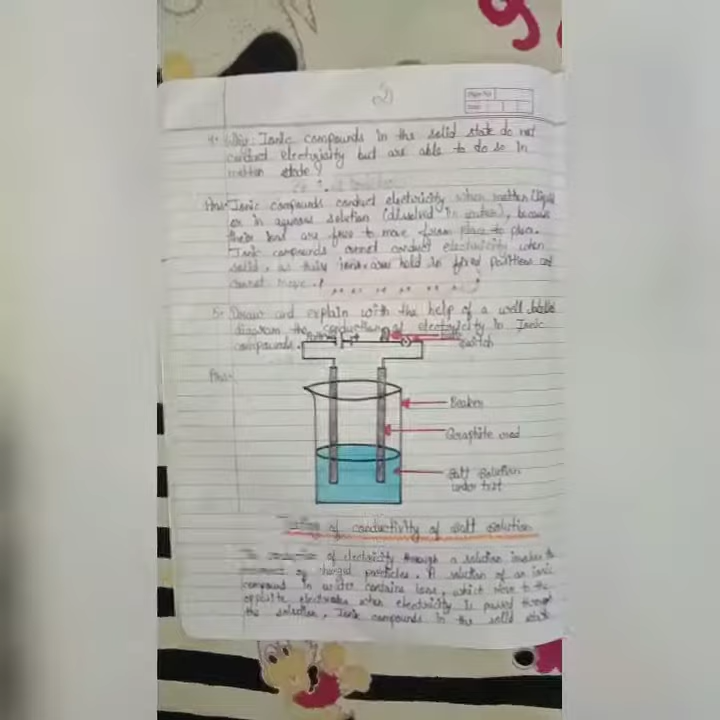 2
Page No
Date
4. Why Ionic compounds in the solid state do not
conduct electricity but are able to do so in
molten state?
Ans- Ionic compounds conduct electricity when molten (liquid
or in aqueous solution (dissolved in water), because
their ions are free to move from place to place.
Ionic compounds cannot conduct electricity when
solid, as their ions are held in fixed positions and
cannot move.
5- Draw and explain with the help of a well labelled
diagram the conduction of electricity in Ionic
compounds.
switch
Ans-
Beaker
Graphite rod
Salt solution
under test
Testing of conductivity of salt solution
The conduction of electricity through a solution involves the
movement of charged particles. A solution of an ionic
compound in water contains ions, which move to the
opposite electrodes when electricity is passed through
the solution, Ionic compounds in the solid state